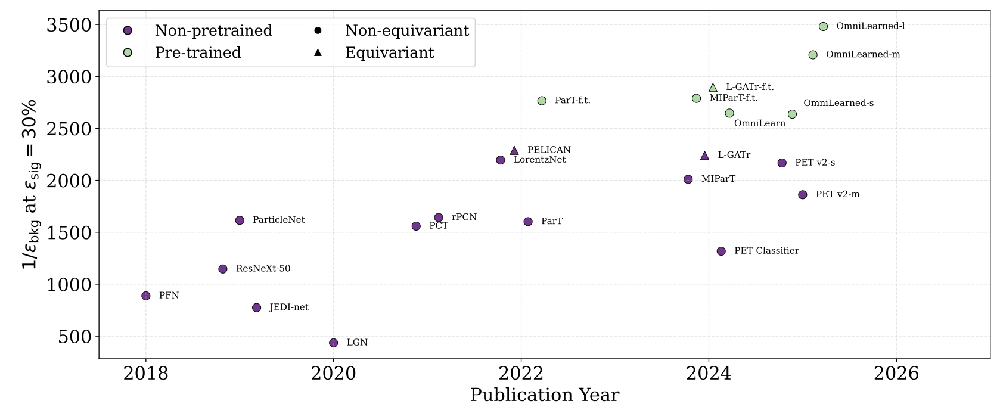 Non-pretrained
Pre-trained
Non-equivariant
Equivariant
1/ε_bkg at ε_sig = 30%
3500
3000
2500
2000
1500
1000
500
OmniLearned-l
OmniLearned-m
L-GATr-f.t.
MIParT-f.t.
ParT-f.t.
OmniLearned-s
OmniLearn
PELICAN
LorentzNet
L-GATr
PET v2-s
MIParT
PET v2-m
ParticleNet
rPCN
PCT
ParT
PET Classifier
ResNeXt-50
PFN
JEDI-net
LGN
2018
2020
2022
2024
2026
Publication Year